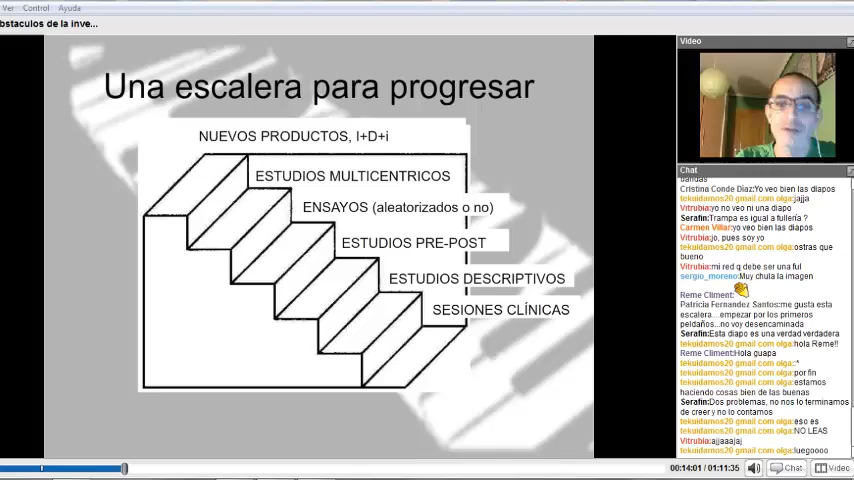 Ver Control Ayuda
bstaculos de la inve...
Una escalera para progresar
NUEVOS PRODUCTOS, I+D+i
ESTUDIOS MULTICENTRICOS
ENSAYOS (aleatorizados o no)
ESTUDIOS PRE-POST
ESTUDIOS DESCRIPTIVOS
SESIONES CLÍNICAS
Video
Chat
bandas
Cristina Conde Diaz:Yo veo bien las diapos
tekuidamos20 gmail com olga:jajja
Vitrubia:yo no veo ni una diapo
Serafin:Trampa es igual a fullería ?
Carmen Villar:yo veo bien las diapos
Vitrubia:jo, pues soy yo
tekuidamos20 gmail com olga:ostras que
bueno
Vitrubia:mi red q debe ser una ful
sergio_moreno:Muy chula la imagen
Reme Climent:
Patricia Fernandez Santos:me gusta esta
escalera...empezar por los primeros
peldaños...no voy desencaminada
Serafin:Esta diapo es una verdad verdadera
tekuidamos20 gmail com olga:hola Reme!!
Reme Climent:Hola guapa
tekuidamos20 gmail com olga::*
tekuidamos20 gmail com olga:por fin
tekuidamos20 gmail com olga:estamos
haciendo cosas bien de las buenas
Serafin:Dos problemas, no nos lo terminamos
de creer y no lo contamos
tekuidamos20 gmail com olga:eso es
tekuidamos20 gmail com olga:NO LEAS
Vitrubia:ajjaaajaj
tekuidamos20 gmail com olga:luegoooo
00:14:01 / 01:11:35
Chat
Video